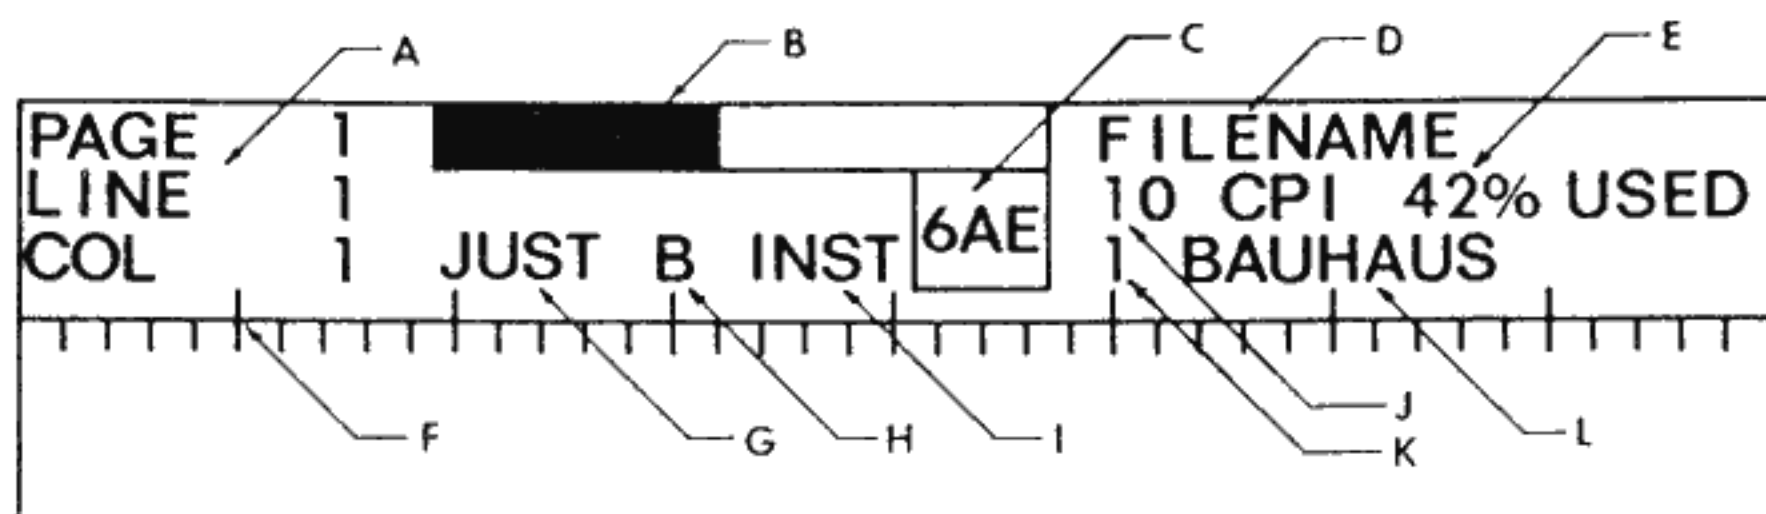 A B C D E
PAGE 1 FILENAME
LINE 1 10 CPI 42% USED
6AE
COL 1 JUST B INST 1 BAUHAUS
F G H I J K L